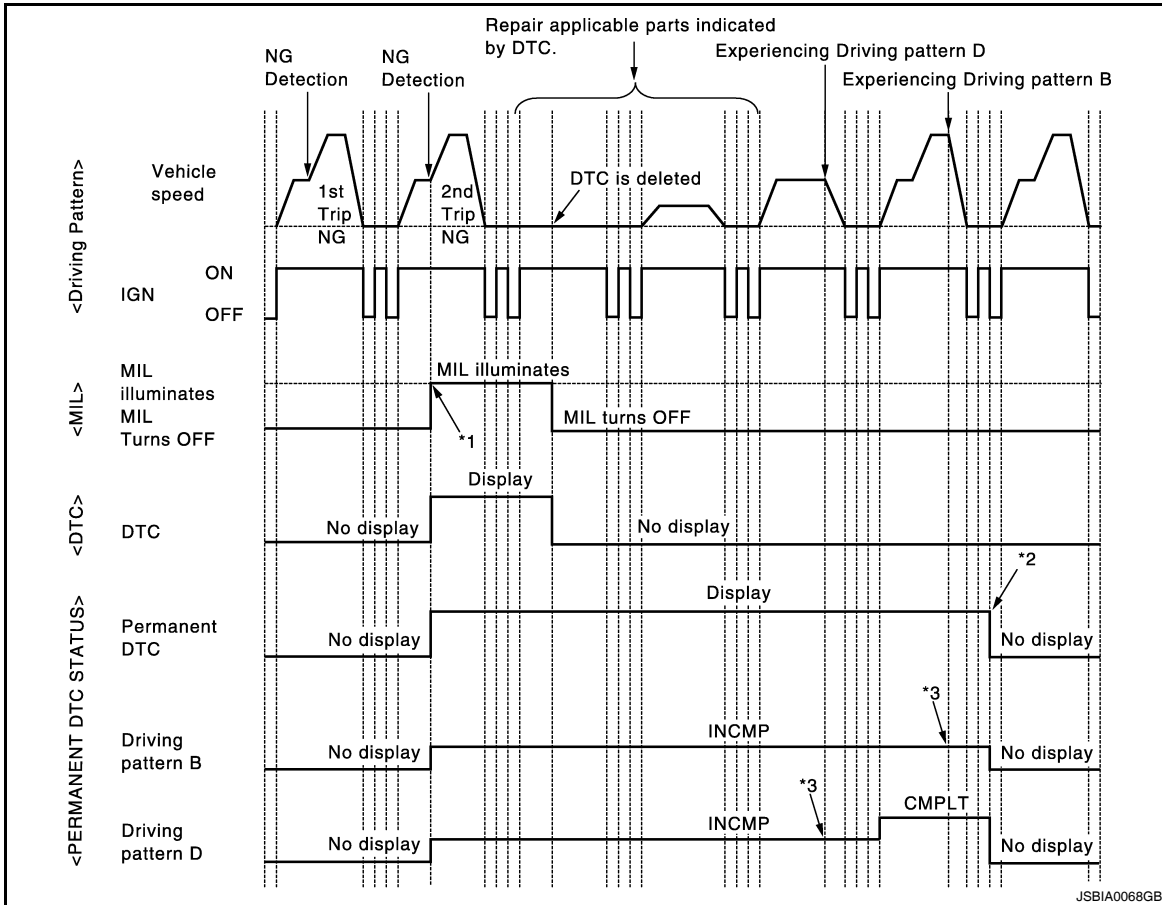 Repair applicable parts indicated
by DTC.
NG
Detection
NG
Detection
Experiencing Driving pattern D
Experiencing Driving pattern B
<Driving Pattern>
Vehicle
speed
1st
Trip
NG
2nd
Trip
NG
DTC is deleted
IGN
ON
OFF
<MIL>
MIL
illuminates
MIL
Turns OFF
MIL illuminates
*1
MIL turns OFF
<DTC>
DTC
No display
Display
No display
<PERMANENT DTC STATUS>
Permanent
DTC
No display
Display
*2
No display
Driving
pattern B
No display
INCMP
*3
No display
Driving
pattern D
No display
INCMP
*3
CMPLT
No display
JSBIA0068GB